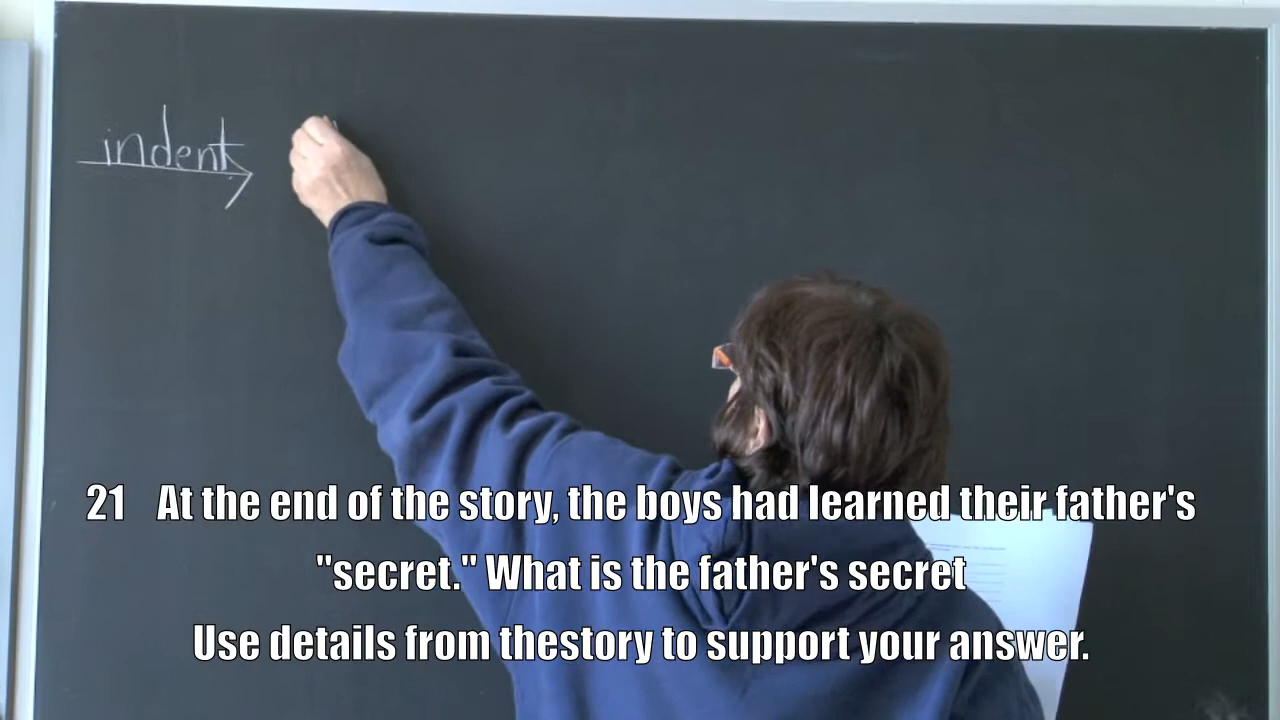 indent
21 At the end of the story, the boys had learned their father's
"secret." What is the father's secret
Use details from thestory to support your answer.